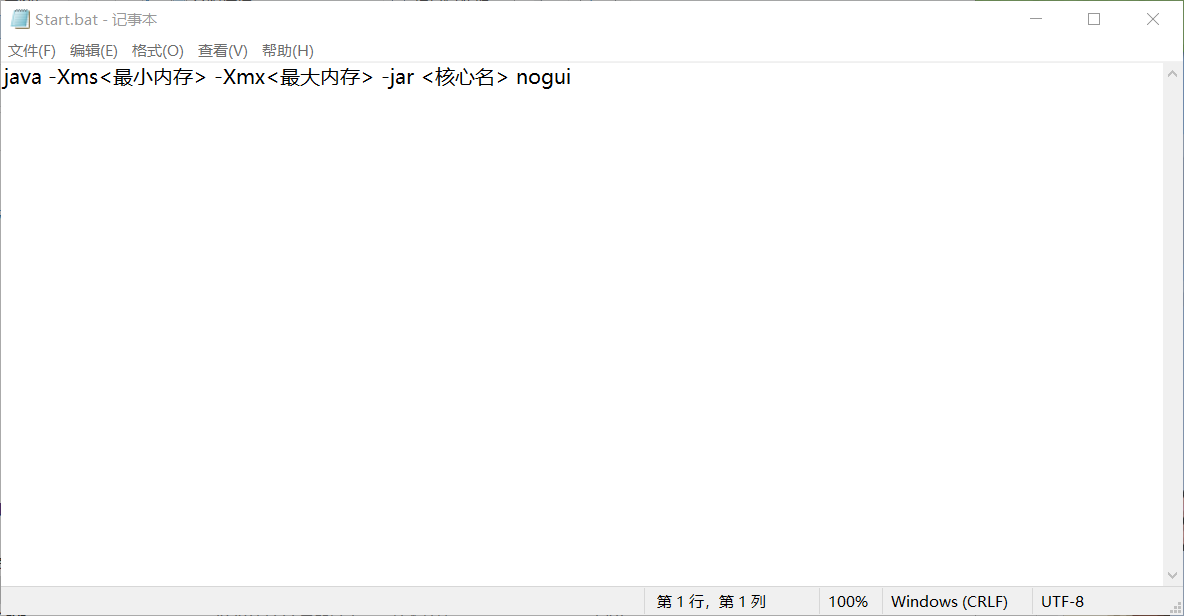 Start.bat - 记事本
文件(F) 编辑(E) 格式(O) 查看(V) 帮助(H)
java -Xms<最小内存> -Xmx<最大内存> -jar <核心名> nogui
第 1 行，第 1 列 100% Windows (CRLF) UTF-8